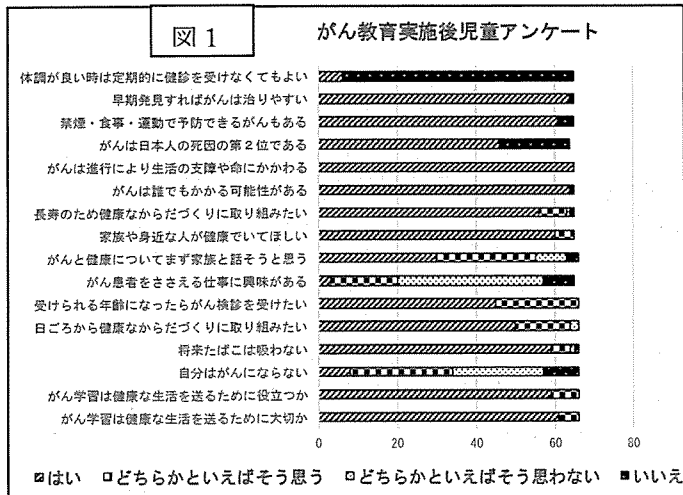 図1
がん教育実施後児童アンケート
体調が良い時は定期的に健診を受けなくてもよい
早期発見すればがんは治りやすい
禁煙・食事・運動で予防できるがんもある
がんは日本人の死因の第2位である
がんは進行により生活の支障や命にかかわる
がんは誰でもかかる可能性がある
長寿のため健康なからだづくりに取り組みたい
家族や身近な人が健康でいてほしい
がんと健康についてまず家族と話そうと思う
がん患者をささえる仕事に興味がある
受けられる年齢になったらがん検診を受けたい
日ごろから健康なからだづくりに取り組みたい
将来たばこは吸わない
自分はがんにならない
がん学習は健康な生活を送るために役立つか
がん学習は健康な生活を送るために大切か
0 20 40 60 80
はい どちらかといえばそう思う どちらかといえばそう思わない いいえ